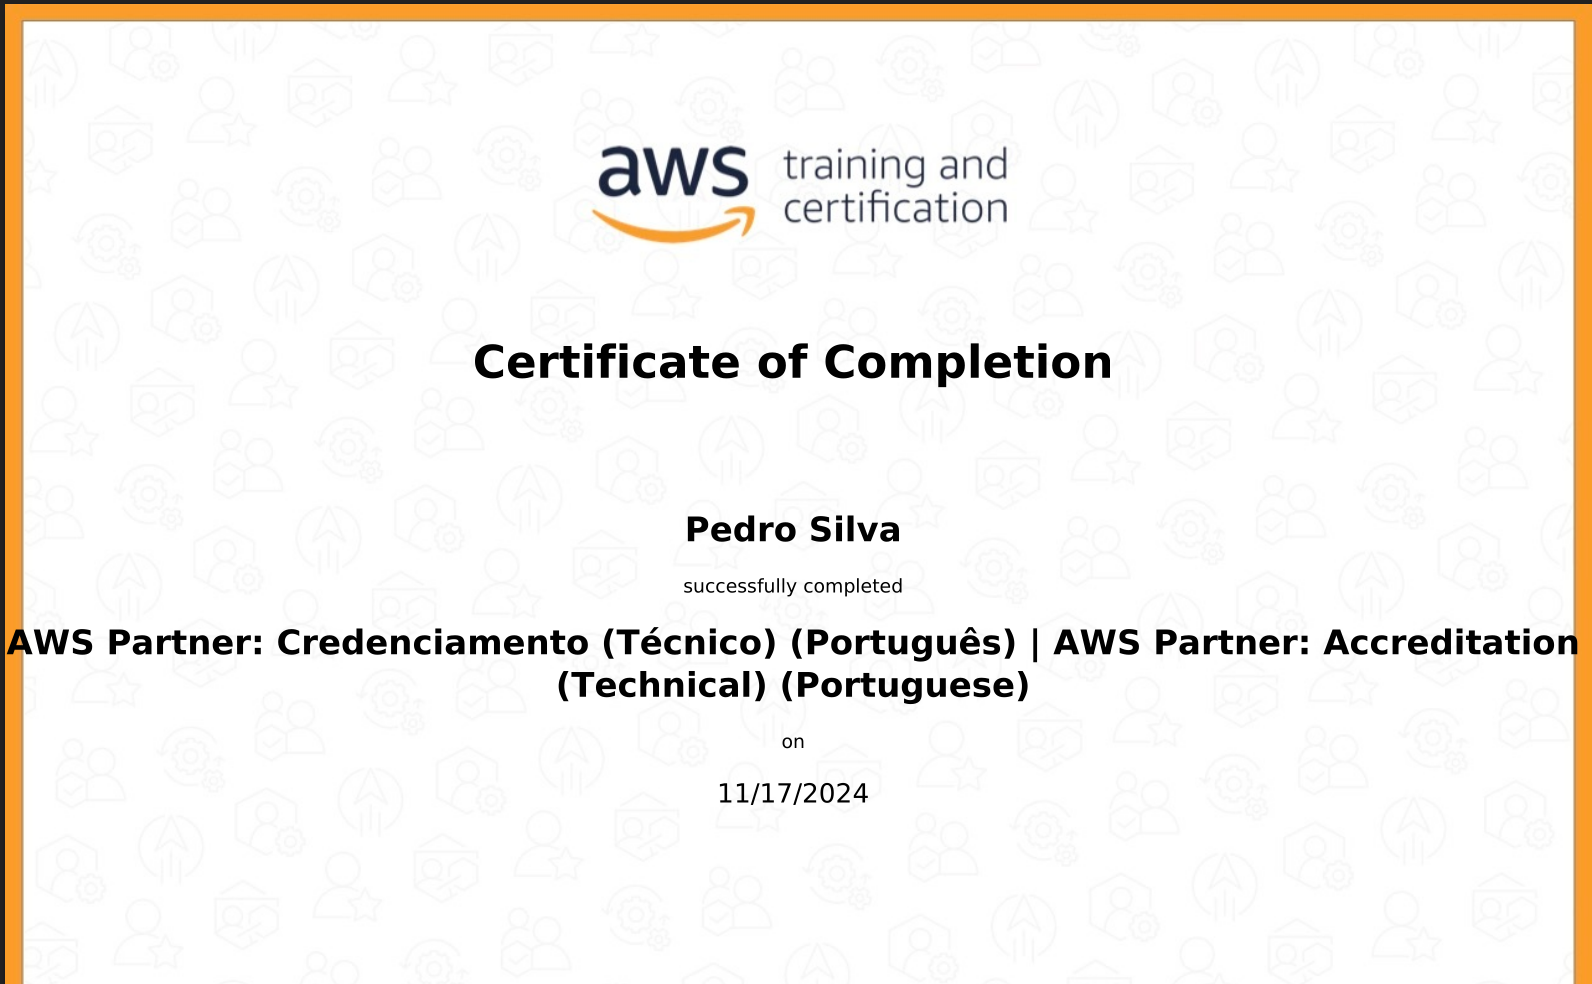 aws training and
certification
Certificate of Completion
Pedro Silva
successfully completed
AWS Partner: Credenciamento (Técnico) (Português) | AWS Partner: Accreditation
(Technical) (Portuguese)
on
11/17/2024